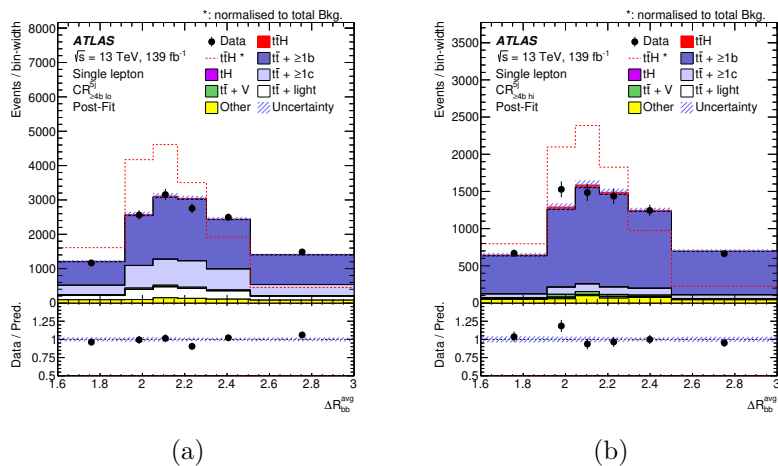 *: normalised to total Bkg.
Events / bin-width
8000
7000
6000
5000
4000
3000
2000
1000
0
ATLAS
√s = 13 TeV, 139 fb⁻¹
Single lepton
CR⁵ʲ≥4b lo
Post-Fit
Data
tt̄H
tt̄H *
tt̄ + ≥1b
tH
tt̄ + ≥1c
tt̄ + V
tt̄ + light
Other
Uncertainty
Data / Pred.
1.25
1
0.75
0.5
1.6 1.8 2 2.2 2.4 2.6 2.8 3
ΔR_bb^avg
(a)
*: normalised to total Bkg.
Events / bin-width
3500
3000
2500
2000
1500
1000
500
0
ATLAS
√s = 13 TeV, 139 fb⁻¹
Single lepton
CR⁵ʲ≥4b hi
Post-Fit
Data
tt̄H
tt̄H *
tt̄ + ≥1b
tH
tt̄ + ≥1c
tt̄ + V
tt̄ + light
Other
Uncertainty
Data / Pred.
1.25
1
0.75
0.5
1.6 1.8 2 2.2 2.4 2.6 2.8 3
ΔR_bb^avg
(b)